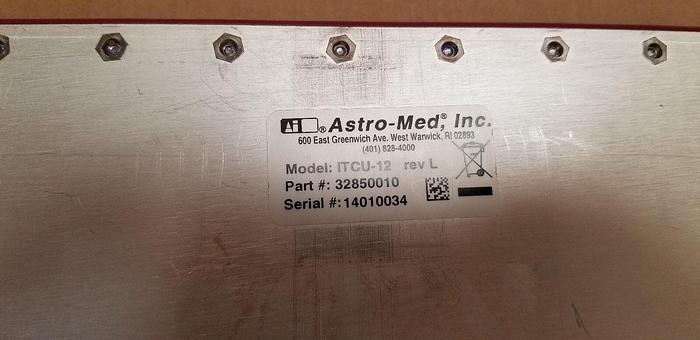 Astro-Med®, Inc.
600 East Greenwich Ave. West Warwick, RI 02893
(401) 828-4000
Model: ITCU-12 rev L
Part #: 32850010
Serial #: 14010034